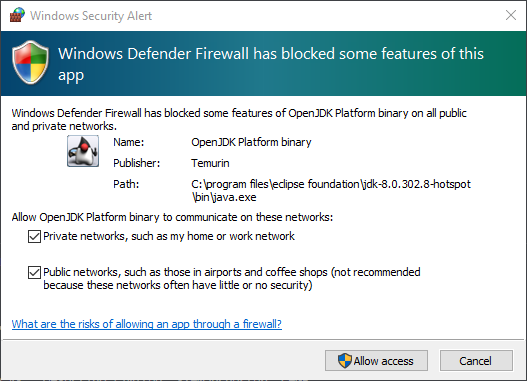 Windows Security Alert
Windows Defender Firewall has blocked some features of this
app
Windows Defender Firewall has blocked some features of OpenJDK Platform binary on all public
and private networks.
Name: OpenJDK Platform binary
Publisher: Temurin
Path: C:\program files\eclipse foundation\jdk-8.0.302.8-hotspot
\bin\java.exe
Allow OpenJDK Platform binary to communicate on these networks:
Private networks, such as my home or work network
Public networks, such as those in airports and coffee shops (not recommended
because these networks often have little or no security)
What are the risks of allowing an app through a firewall?
Allow access Cancel